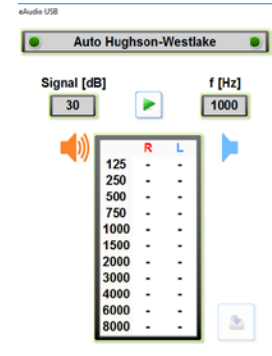 eAudio USB
Auto Hughson-Westlake
Signal [dB] f [Hz]
30 1000
R L
125 - -
250 - -
500 - -
750 - -
1000 - -
1500 - -
2000 - -
3000 - -
4000 - -
6000 - -
8000 - -